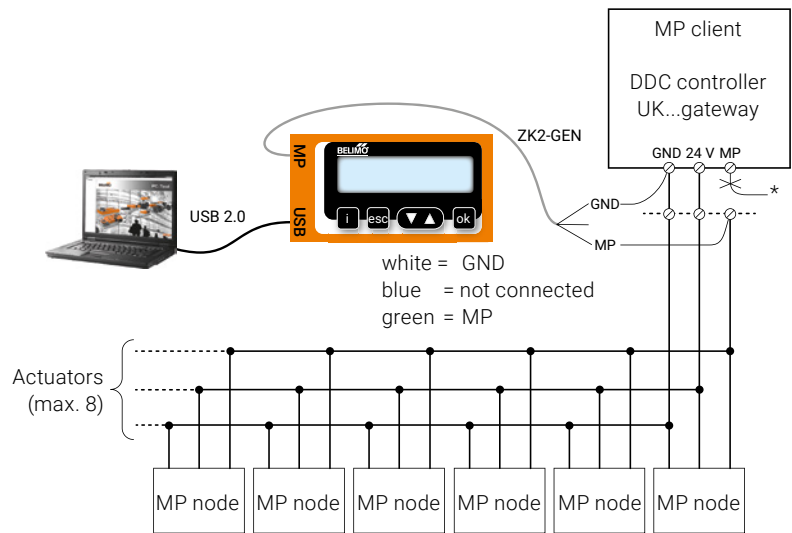 MP client
DDC controller
UK...gateway
GND 24 V MP
*
ZK2-GEN
MP
BELIMO
USB
i esc ok
USB 2.0
GND
MP
white = GND
blue = not connected
green = MP
Actuators
(max. 8)
MP node MP node MP node MP node MP node MP node